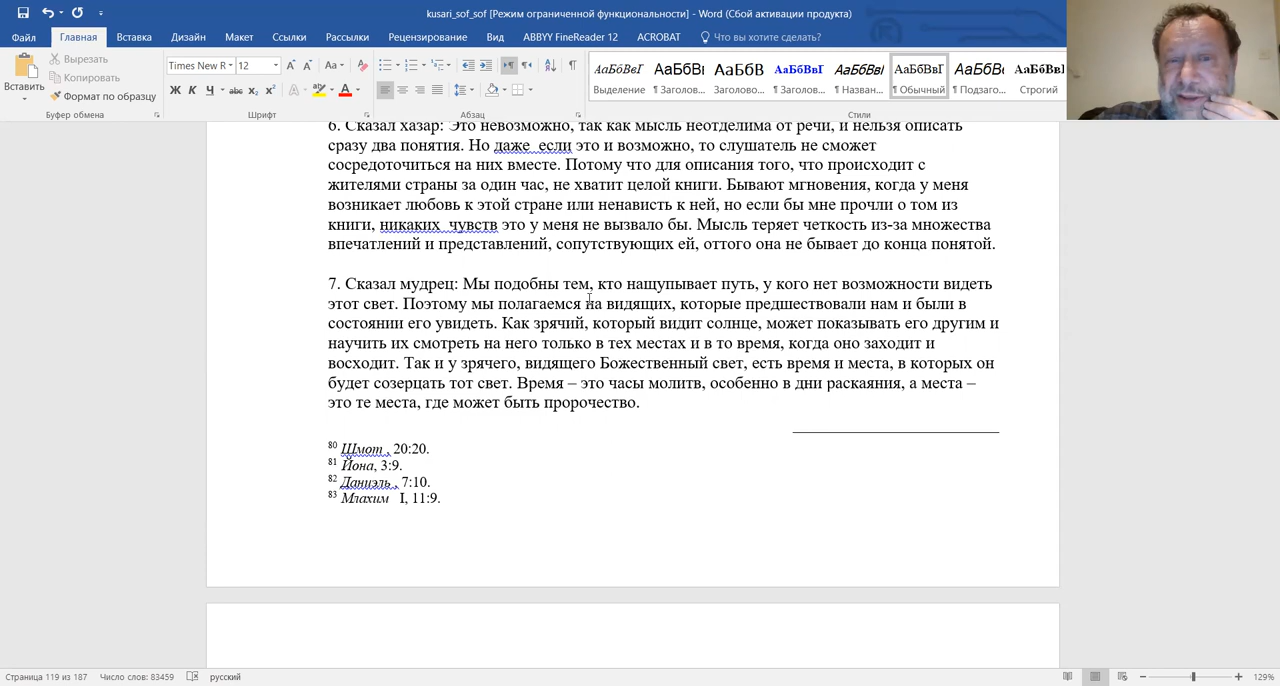 kusari_sof_sof [Режим ограниченной функциональности] - Word (Сбой активации продукта)
Файл Главная Вставка Дизайн Макет Ссылки Рассылки Рецензирование Вид ABBYY FineReader 12 ACROBAT Что вы хотите сделать?
Вставить
Вырезать
Копировать
Формат по образцу
Буфер обмена
Times New R 12
Ж К Ч abc x₂ x²
Шрифт
Абзац
АаБбВвГ АаБбВ АаБбВ АаБбВвГ АаБбВ АаБбВвГ АаБбВ АаБбВ
Выделение ¶ Заголов... Заголово... ¶ Заголов... ¶ Назван... ¶ Обычный ¶ Подзаго... Строгий
Стили
6. Сказал хазар: Это невозможно, так как мысль неотделима от речи, и нельзя описать
сразу два понятия. Но даже если это и возможно, то слушатель не сможет
сосредоточиться на них вместе. Потому что для описания того, что происходит с
жителями страны за один час, не хватит целой книги. Бывают мгновения, когда у меня
возникает любовь к этой стране или ненависть к ней, но если бы мне прочли о том из
книги, никаких чувств это у меня не вызвало бы. Мысль теряет четкость из-за множества
впечатлений и представлений, сопутствующих ей, оттого она не бывает до конца понятой.
7. Сказал мудрец: Мы подобны тем, кто нащупывает путь, у кого нет возможности видеть
этот свет. Поэтому мы полагаемся на видящих, которые предшествовали нам и были в
состоянии его увидеть. Как зрячий, который видит солнце, может показывать его другим и
научить их смотреть на него только в тех местах и в то время, когда оно заходит и
восходит. Так и у зрячего, видящего Божественный свет, есть время и места, в которых он
будет созерцать тот свет. Время – это часы молитв, особенно в дни раскаяния, а места –
это те места, где может быть пророчество.
80 Шмот , 20:20.
81 Йона, 3:9.
82 Даниэль , 7:10.
83 Млахим I, 11:9.
Страница 119 из 187 Число слов: 83459 русский 129%